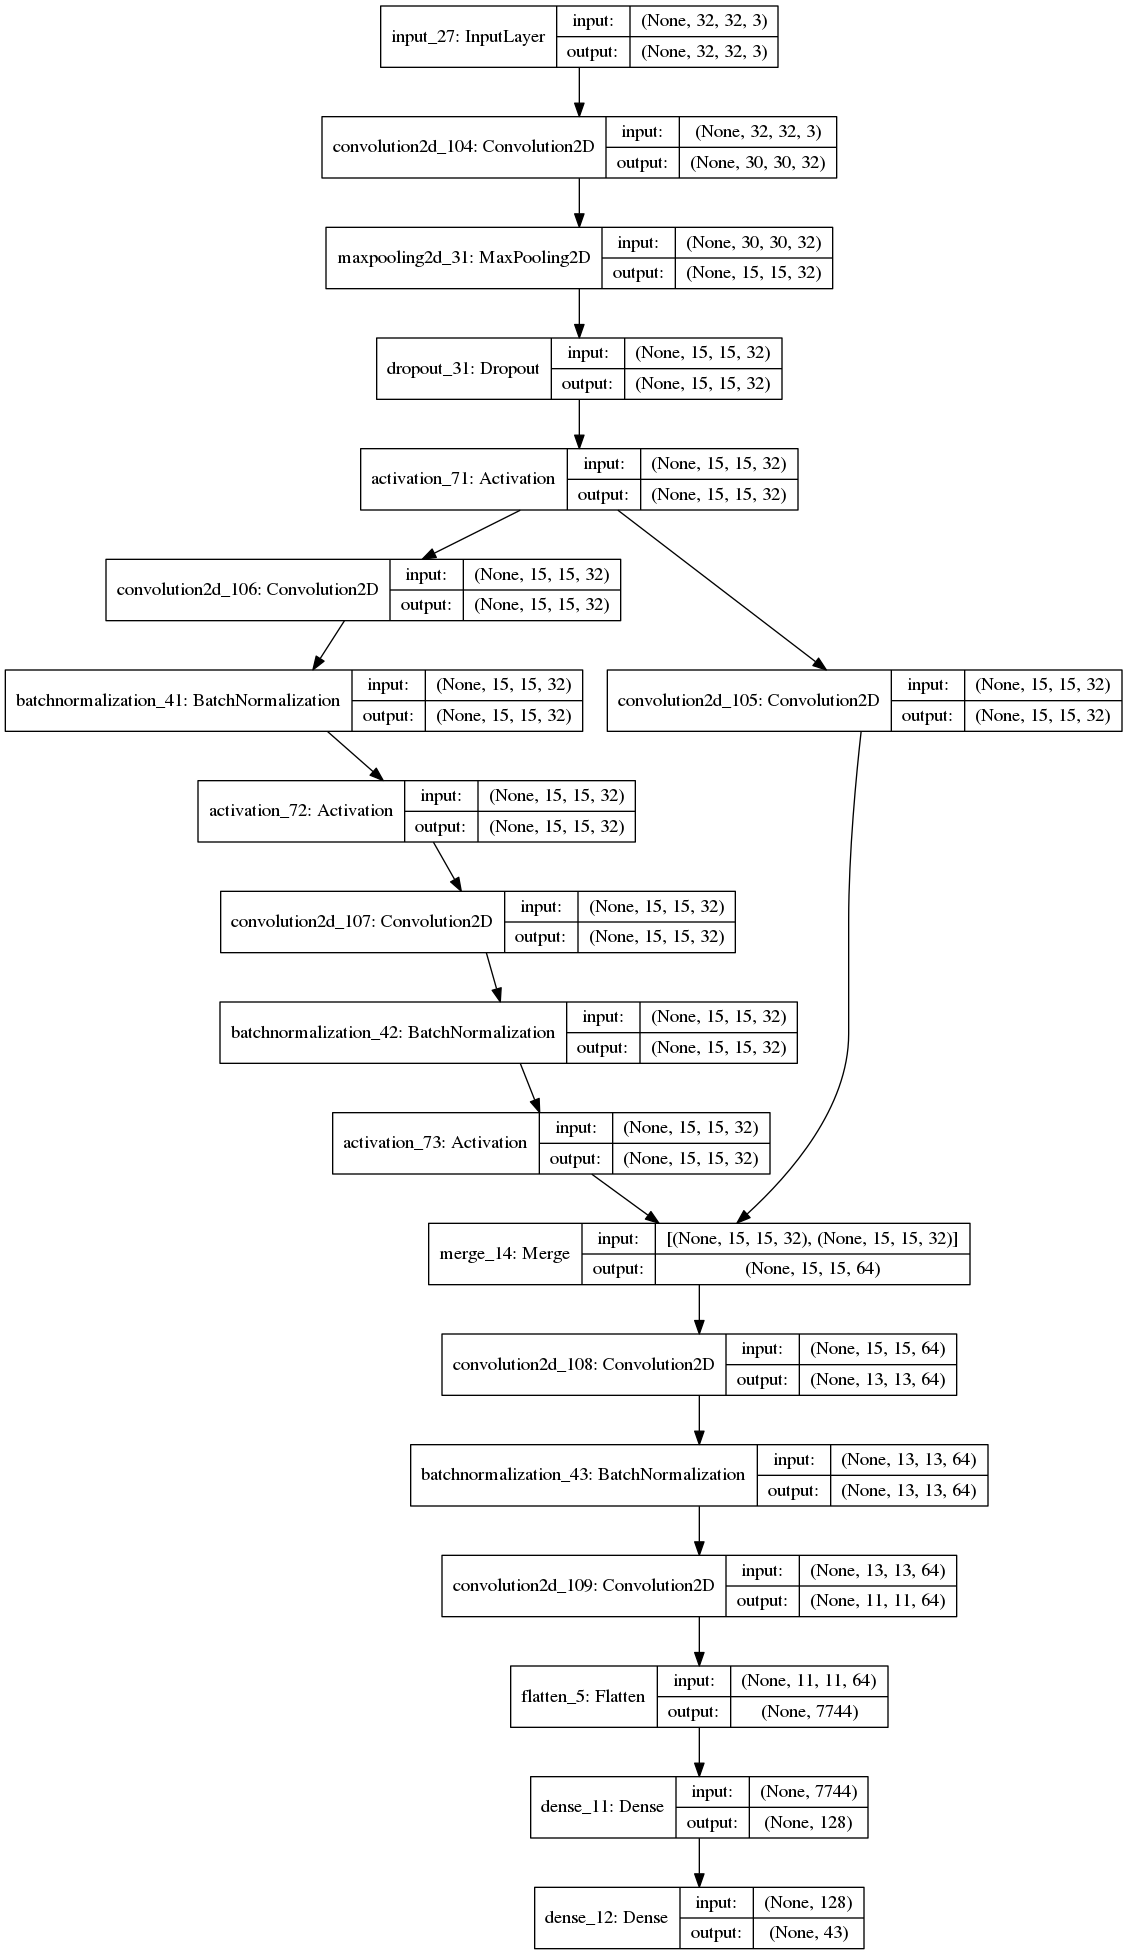 input_27: InputLayer
input: (None, 32, 32, 3)
output: (None, 32, 32, 3)
convolution2d_104: Convolution2D
input: (None, 32, 32, 3)
output: (None, 30, 30, 32)
maxpooling2d_31: MaxPooling2D
input: (None, 30, 30, 32)
output: (None, 15, 15, 32)
dropout_31: Dropout
input: (None, 15, 15, 32)
output: (None, 15, 15, 32)
activation_71: Activation
input: (None, 15, 15, 32)
output: (None, 15, 15, 32)
convolution2d_106: Convolution2D
input: (None, 15, 15, 32)
output: (None, 15, 15, 32)
batchnormalization_41: BatchNormalization
input: (None, 15, 15, 32)
output: (None, 15, 15, 32)
convolution2d_105: Convolution2D
input: (None, 15, 15, 32)
output: (None, 15, 15, 32)
activation_72: Activation
input: (None, 15, 15, 32)
output: (None, 15, 15, 32)
convolution2d_107: Convolution2D
input: (None, 15, 15, 32)
output: (None, 15, 15, 32)
batchnormalization_42: BatchNormalization
input: (None, 15, 15, 32)
output: (None, 15, 15, 32)
activation_73: Activation
input: (None, 15, 15, 32)
output: (None, 15, 15, 32)
merge_14: Merge
input: [(None, 15, 15, 32), (None, 15, 15, 32)]
output: (None, 15, 15, 64)
convolution2d_108: Convolution2D
input: (None, 15, 15, 64)
output: (None, 13, 13, 64)
batchnormalization_43: BatchNormalization
input: (None, 13, 13, 64)
output: (None, 13, 13, 64)
convolution2d_109: Convolution2D
input: (None, 13, 13, 64)
output: (None, 11, 11, 64)
flatten_5: Flatten
input: (None, 11, 11, 64)
output: (None, 7744)
dense_11: Dense
input: (None, 7744)
output: (None, 128)
dense_12: Dense
input: (None, 128)
output: (None, 43)